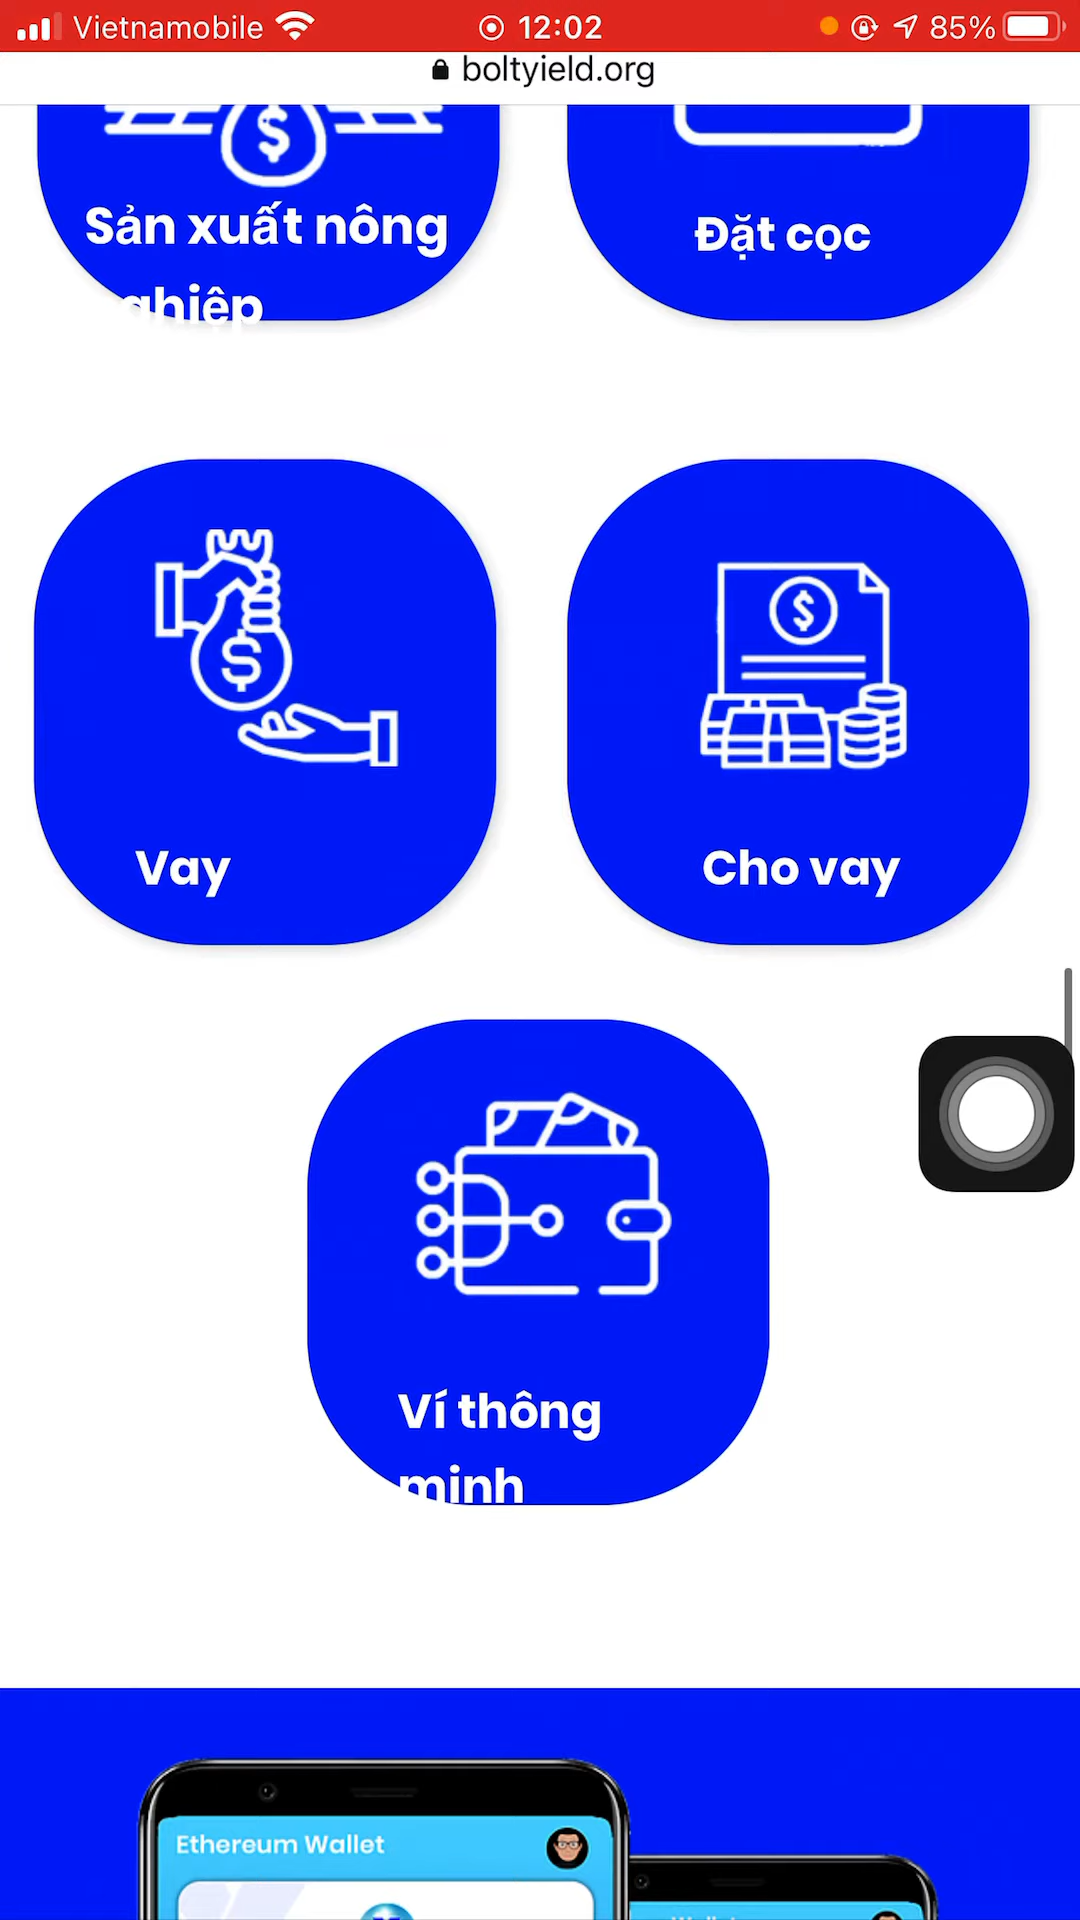 Vietnamobile 12:02 85%
boltyield.org
Sản xuất nông
nghiệp
Đặt cọc
Vay
Cho vay
Ví thông
minh
Ethereum Wallet